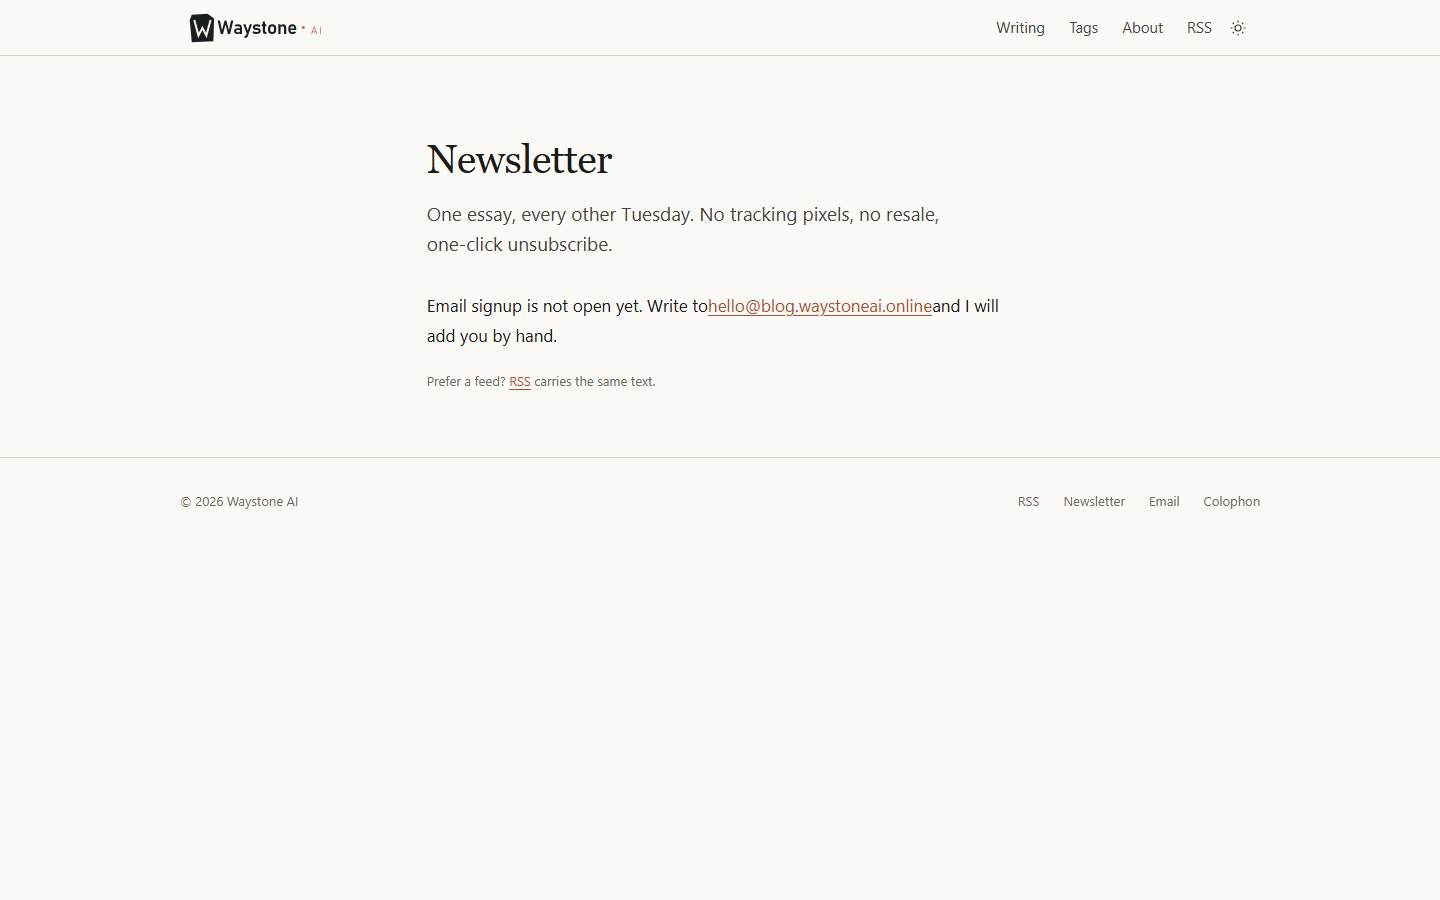 Waystone • AI
Writing
Tags
About
RSS
Newsletter
One essay, every other Tuesday. No tracking pixels, no resale,
one-click unsubscribe.
Email signup is not open yet. Write tohello@blog.waystoneai.onlineand I will
add you by hand.
Prefer a feed? RSS carries the same text.
© 2026 Waystone AI
RSS
Newsletter
Email
Colophon